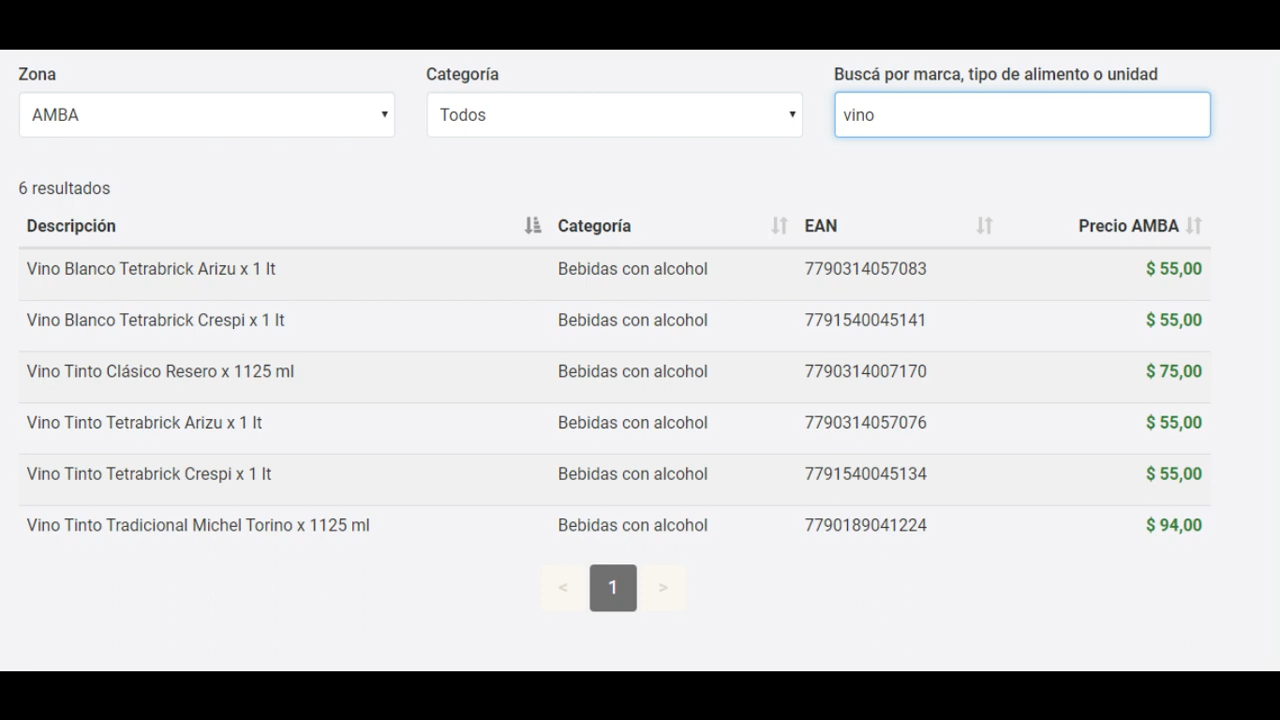 Zona Categoría Buscá por marca, tipo de alimento o unidad
AMBA Todos vino
6 resultados
Descripción Categoría EAN Precio AMBA
Vino Blanco Tetrabrick Arizu x 1 lt Bebidas con alcohol 7790314057083 $ 55,00
Vino Blanco Tetrabrick Crespi x 1 lt Bebidas con alcohol 7791540045141 $ 55,00
Vino Tinto Clásico Resero x 1125 ml Bebidas con alcohol 7790314007170 $ 75,00
Vino Tinto Tetrabrick Arizu x 1 lt Bebidas con alcohol 7790314057076 $ 55,00
Vino Tinto Tetrabrick Crespi x 1 lt Bebidas con alcohol 7791540045134 $ 55,00
Vino Tinto Tradicional Michel Torino x 1125 ml Bebidas con alcohol 7790189041224 $ 94,00
< 1 >